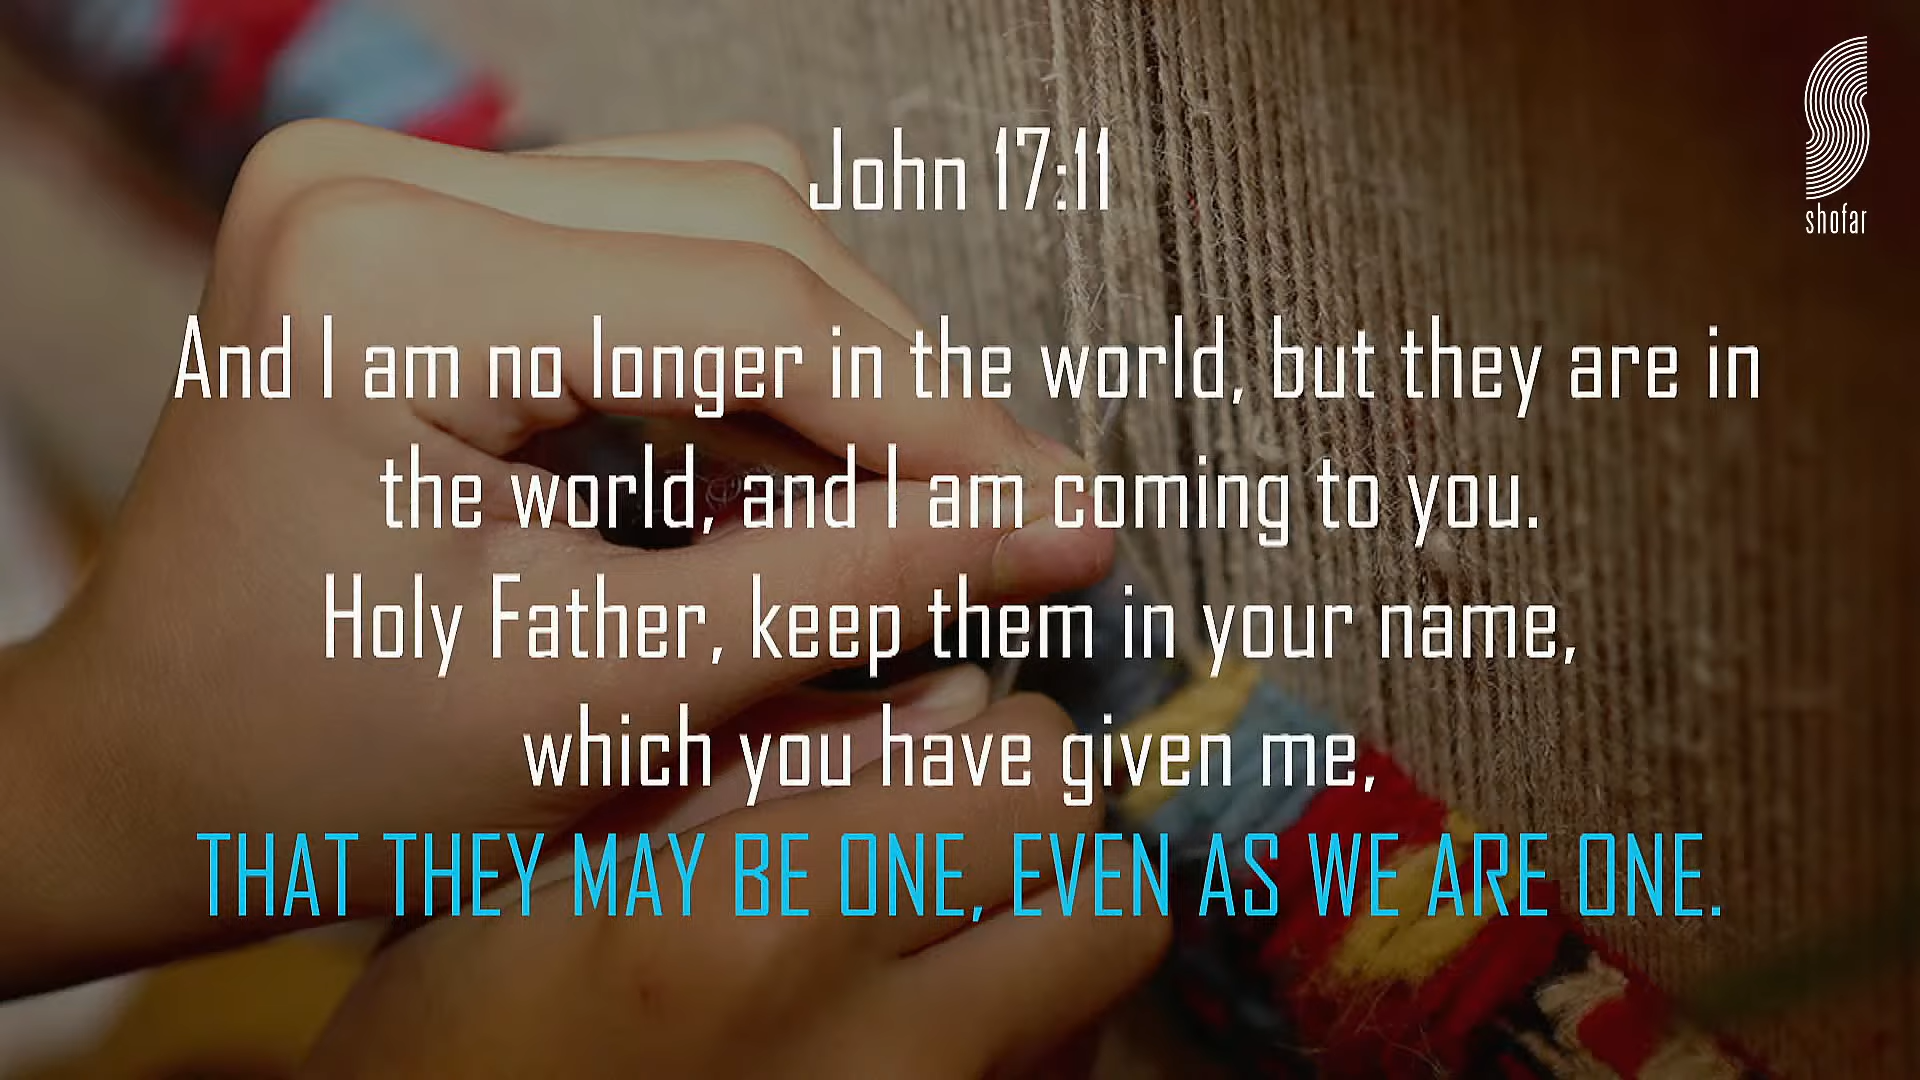 John 17:11
shofar
And I am no longer in the world, but they are in
the world, and I am coming to you.
Holy Father, keep them in your name,
which you have given me,
THAT THEY MAY BE ONE, EVEN AS WE ARE ONE.